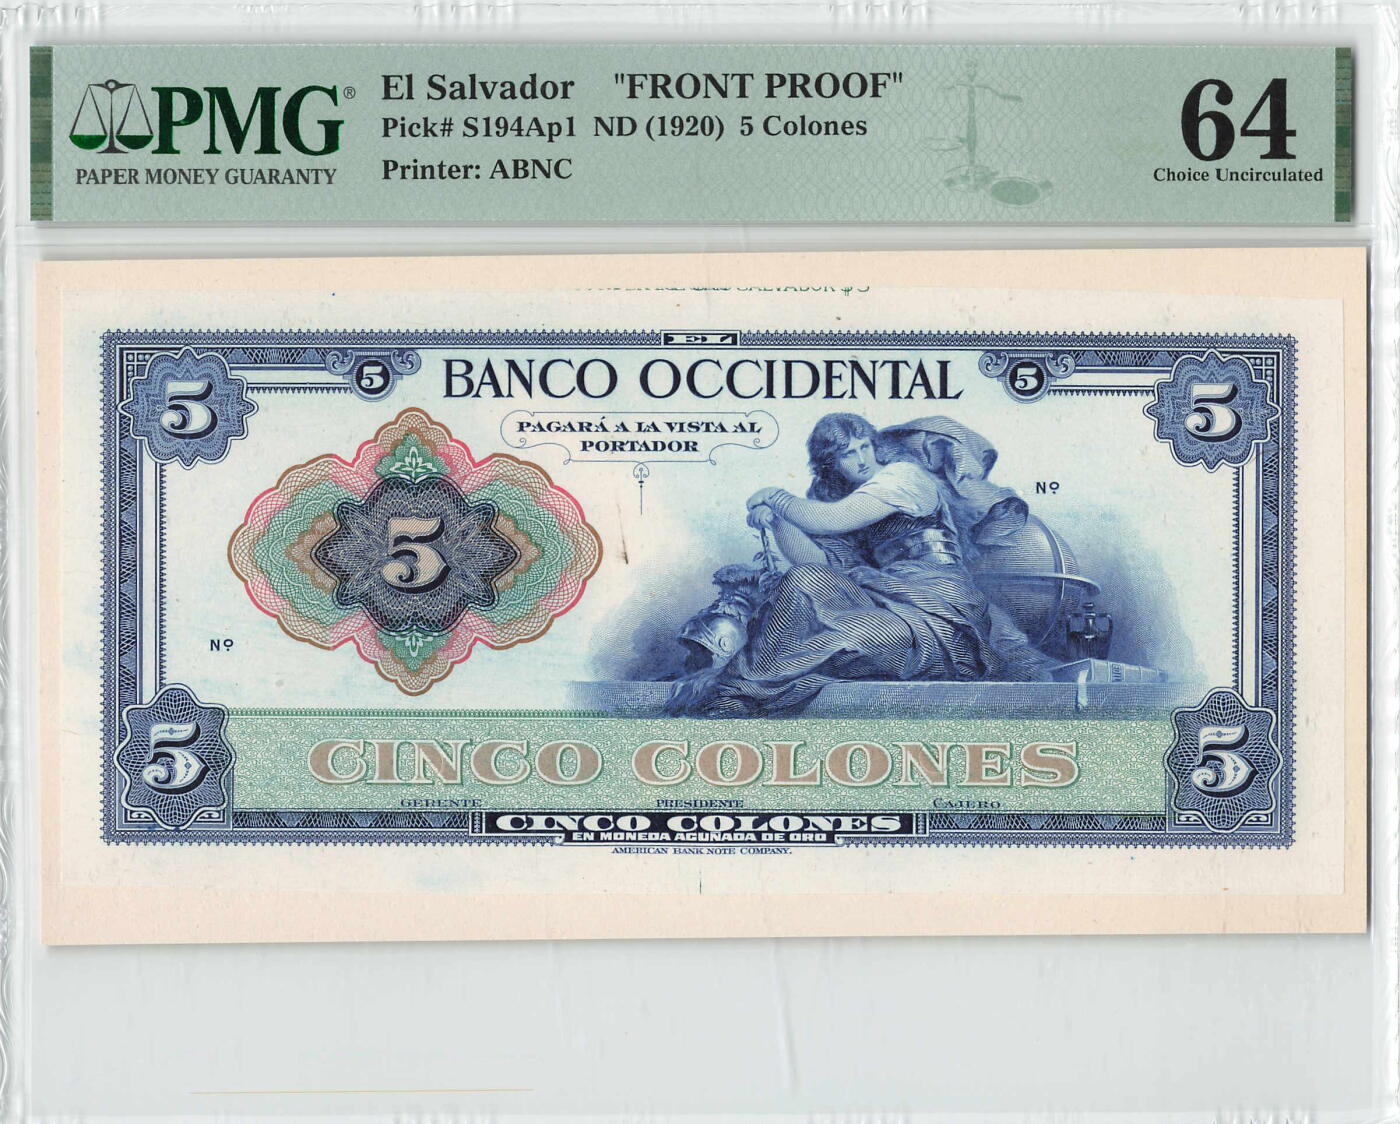 PMG®
PAPER MONEY GUARANTY
El Salvador "FRONT PROOF"
Pick# S194Ap1 ND (1920) 5 Colones
Printer: ABNC
64
Choice Uncirculated
SALVADOR $ 5
EL
BANCO OCCIDENTAL
5 5 5 5
PAGARÁ A LA VISTA AL
PORTADOR
Nº
5
Nº
CINCO COLONES
5 5
GERENTE PRESIDENTE CAJERO
CINCO COLONES
EN MONEDA ACUÑADA DE ORO
AMERICAN BANK NOTE COMPANY.